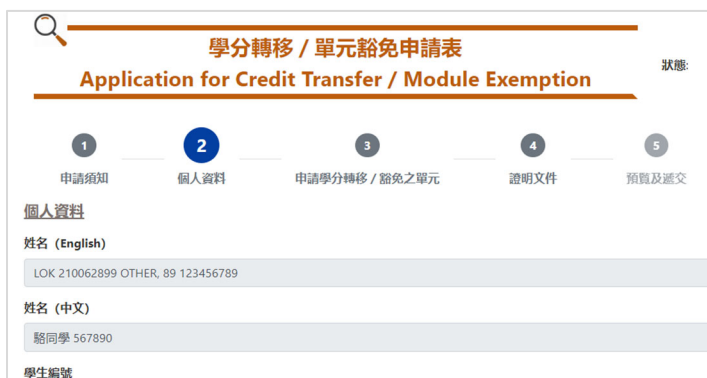 學分轉移 / 單元豁免申請表
Application for Credit Transfer / Module Exemption
狀態:
1 2 3 4 5
申請須知 個人資料 申請學分轉移 / 豁免之單元 證明文件 預覧及遞交
個人資料
姓名 (English)
LOK 210062899 OTHER, 89 123456789
姓名 (中文)
駱同學 567890
學生編號